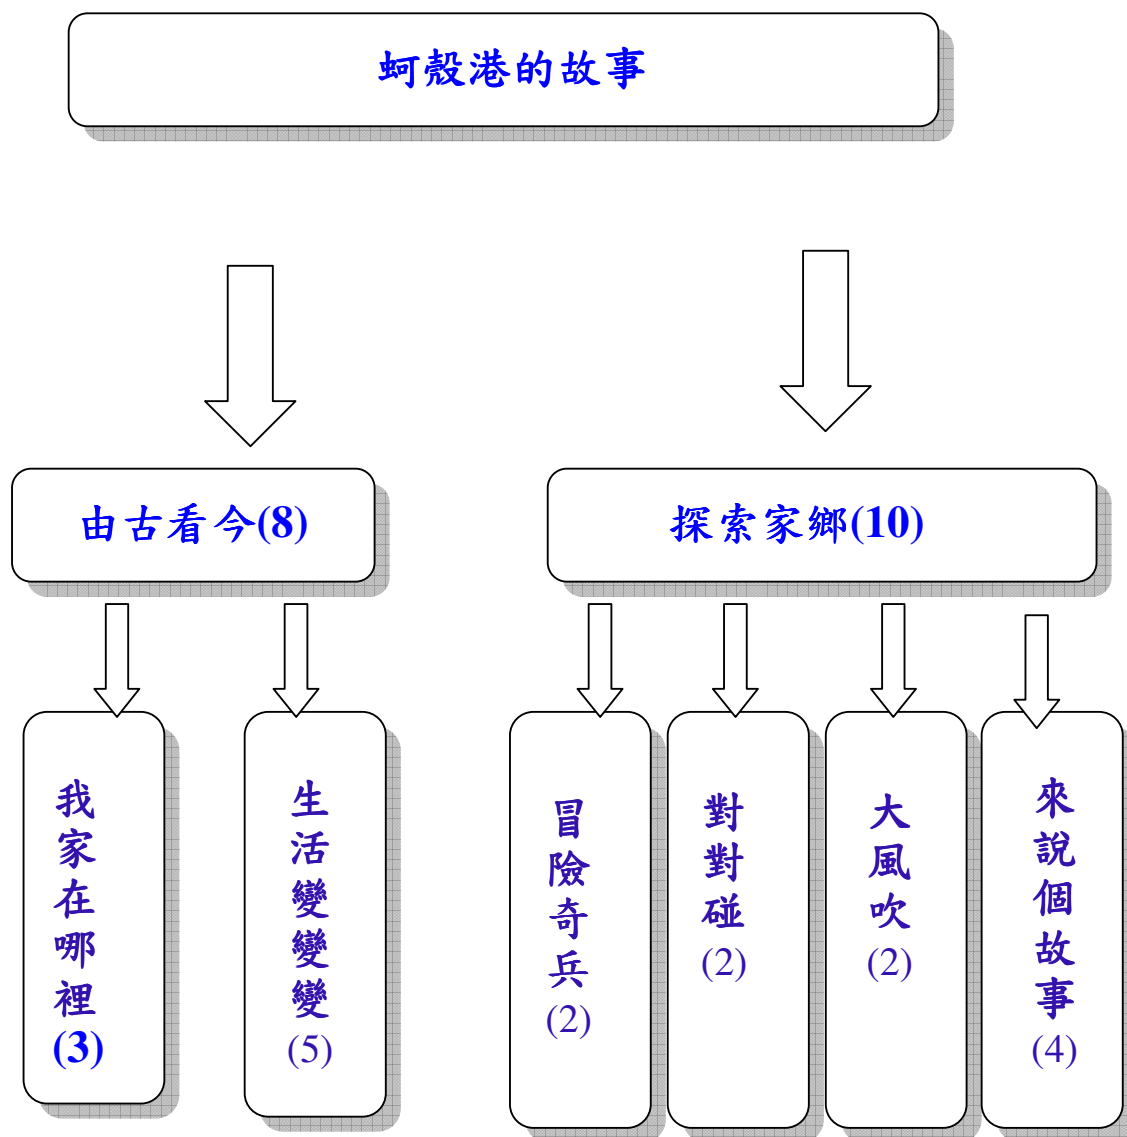 蚵殼港的故事
由古看今(8)
探索家鄉(10)
我家在哪裡(3)
生活變變變(5)
冒險奇兵(2)
對對碰(2)
大風吹(2)
來說個故事(4)